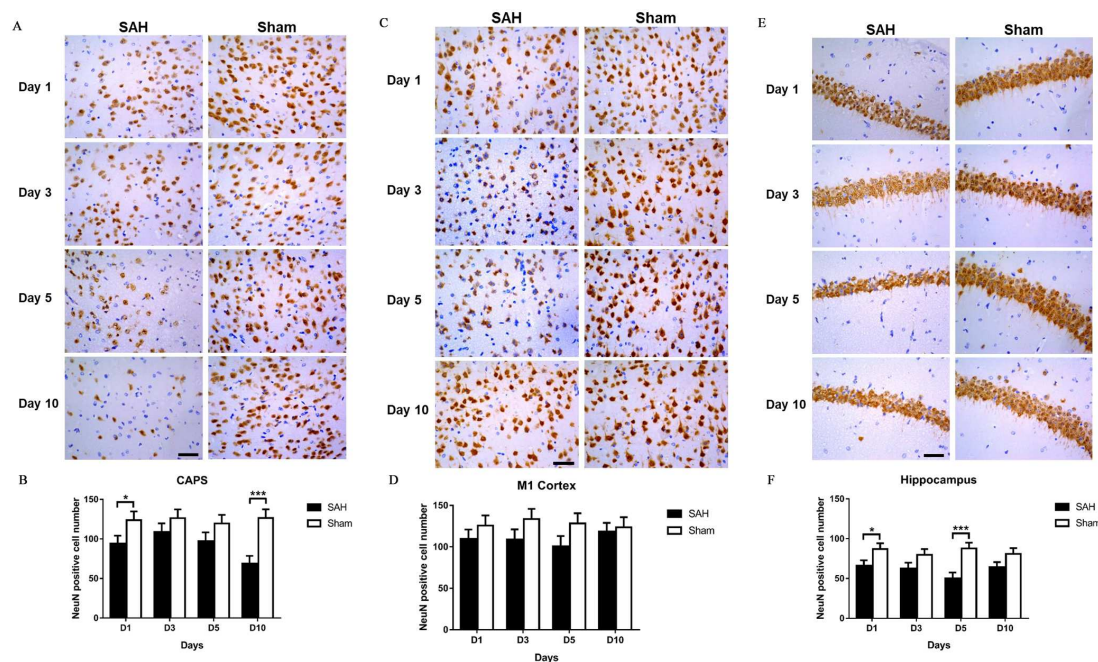 A
SAH Sham
Day 1
Day 3
Day 5
Day 10
B
CAPS
NeuN positive cell number
150
100
50
0
* ***
SAH
Sham
D1 D3 D5 D10
Days
C
SAH Sham
Day 1
Day 3
Day 5
Day 10
D
M1 Cortex
NeuN positive cell number
150
100
50
0
SAH
Sham
D1 D3 D5 D10
Days
E
SAH Sham
Day 1
Day 3
Day 5
Day 10
F
Hippocampus
NeuN positive cell number
150
100
50
0
* ***
SAH
Sham
D1 D3 D5 D10
Days